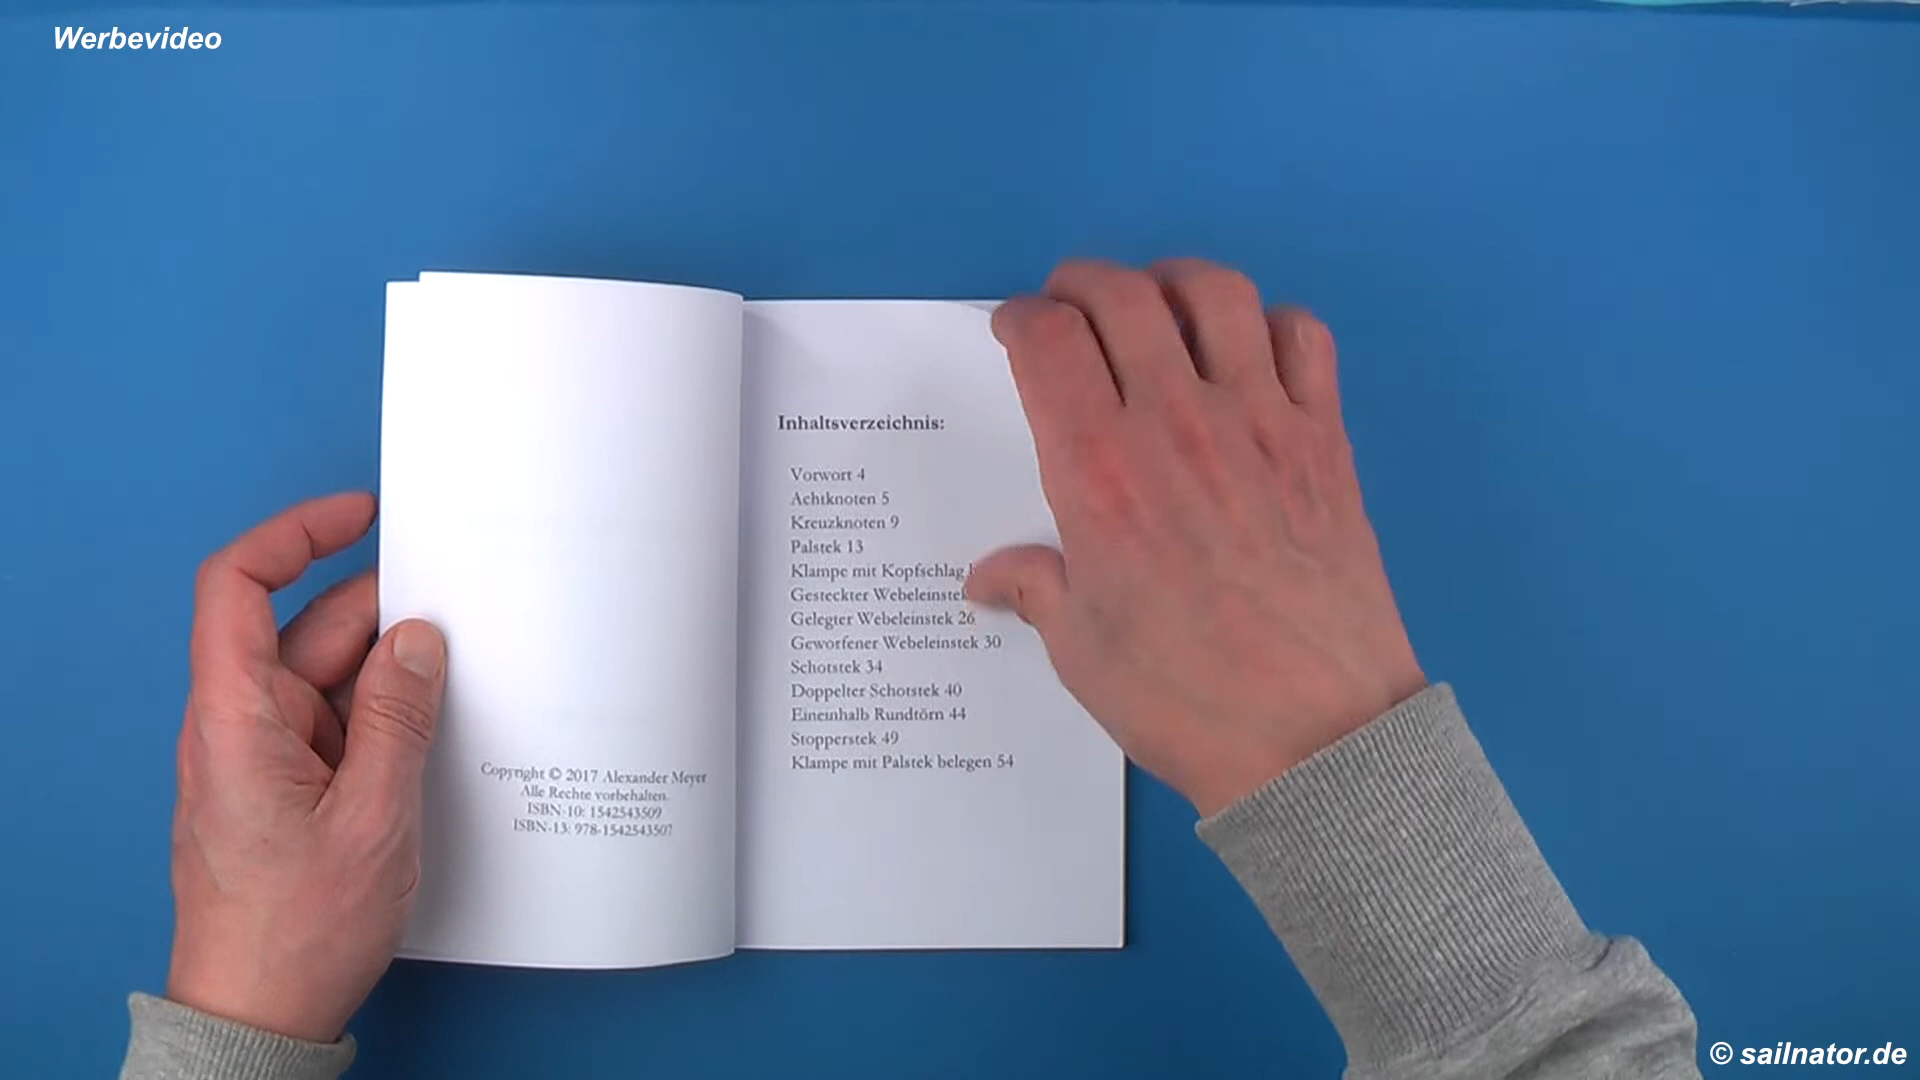 Werbevideo
Copyright © 2017 Alexander Meyer
Alle Rechte vorbehalten.
ISBN-10: 1542543509
ISBN-13: 978-1542543507
Inhaltsverzeichnis:
Vorwort 4
Achtknoten 5
Kreuzknoten 9
Palstek 13
Klampe mit Kopfschlag
Gesteckter Webeleinstek
Gelegter Webeleinstek 26
Geworfener Webeleinstek 30
Schotstek 34
Doppelter Schotstek 40
Eineinhalb Rundtörn 44
Stopperstek 49
Klampe mit Palstek belegen 54
© sailnator.de